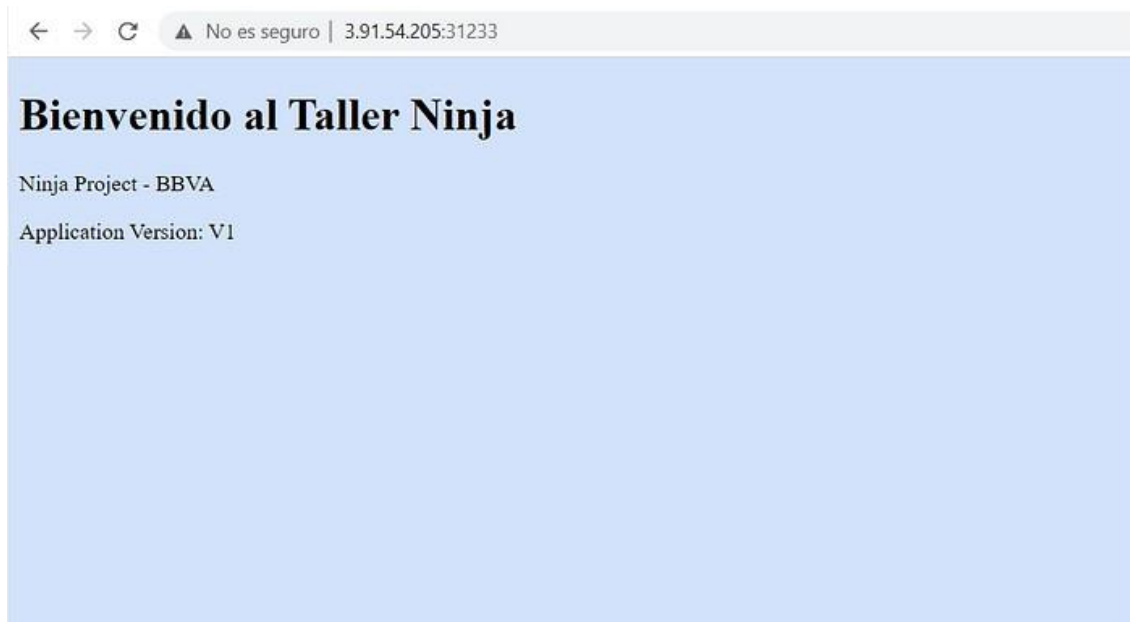 No es seguro | 3.91.54.205:31233
Bienvenido al Taller Ninja
Ninja Project - BBVA
Application Version: V1